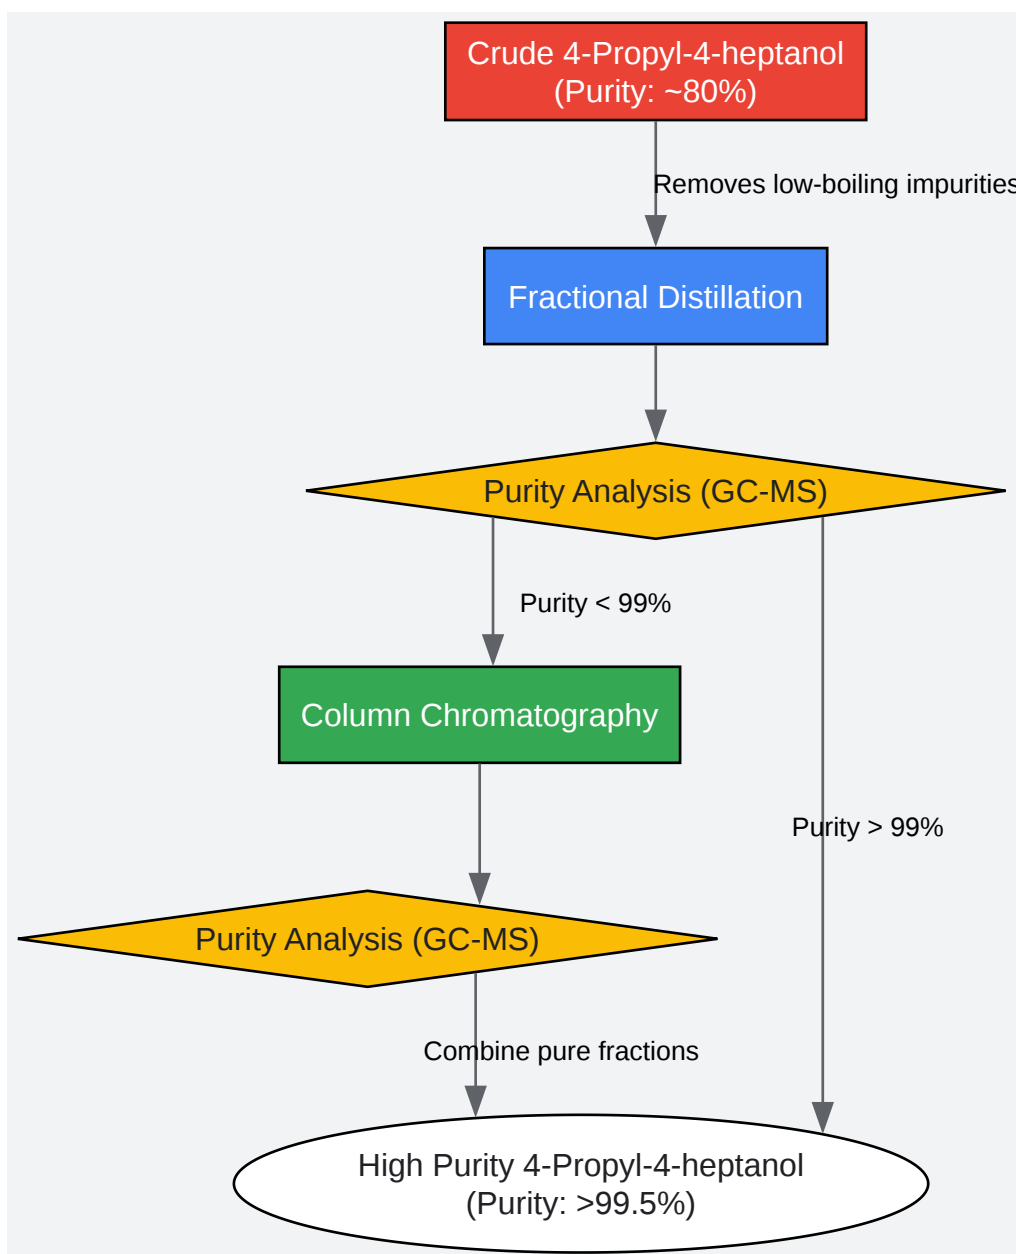 Crude 4-Propyl-4-heptanol
(Purity: ~80%)
Removes low-boiling impurities
Fractional Distillation
Purity Analysis (GC-MS)
Purity < 99%
Column Chromatography
Purity > 99%
Purity Analysis (GC-MS)
Combine pure fractions
High Purity 4-Propyl-4-heptanol
(Purity: >99.5%)